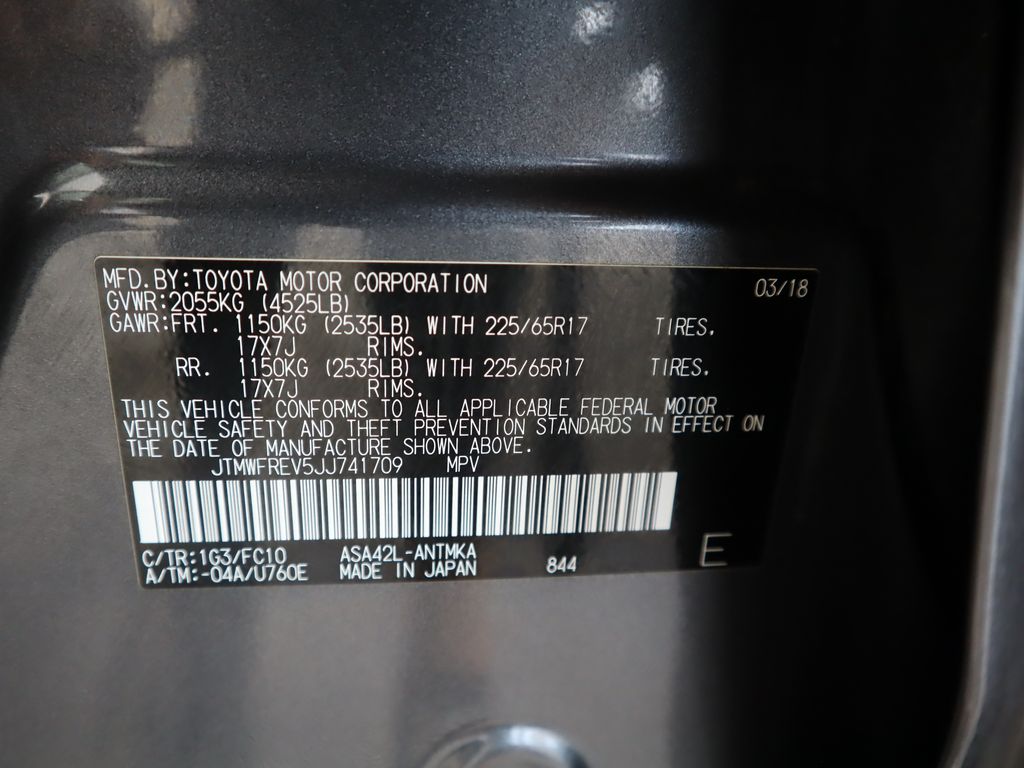 MFD.BY:TOYOTA MOTOR CORPORATION 03/18
GVWR:2055KG (4525LB)
GAWR:FRT. 1150KG (2535LB) WITH 225/65R17 TIRES.
17X7J RIMS.
RR. 1150KG (2535LB) WITH 225/65R17 TIRES.
17X7J RIMS.
THIS VEHICLE CONFORMS TO ALL APPLICABLE FEDERAL MOTOR
VEHICLE SAFETY AND THEFT PREVENTION STANDARDS IN EFFECT ON
THE DATE OF MANUFACTURE SHOWN ABOVE.
JTMWFREV5JJ741709 MPV
C/TR:1G3/FC10 ASA42L-ANTMKA
A/TM:-04A/U760E MADE IN JAPAN 844 E